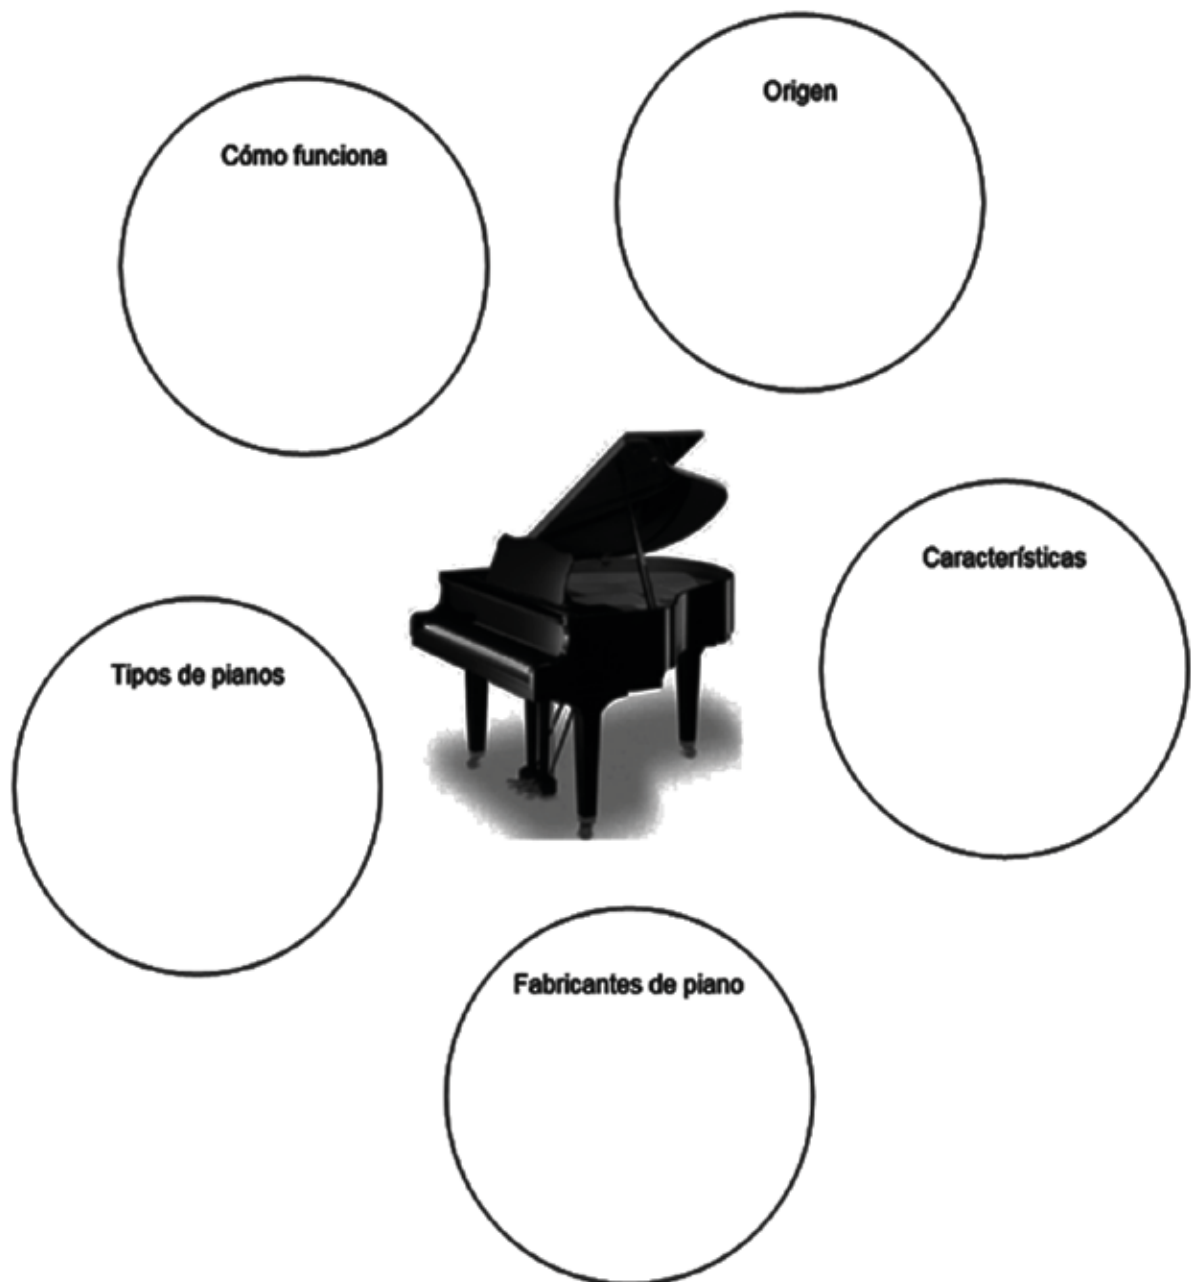 Origen
Cómo funciona
Características
Tipos de pianos
Fabricantes de piano